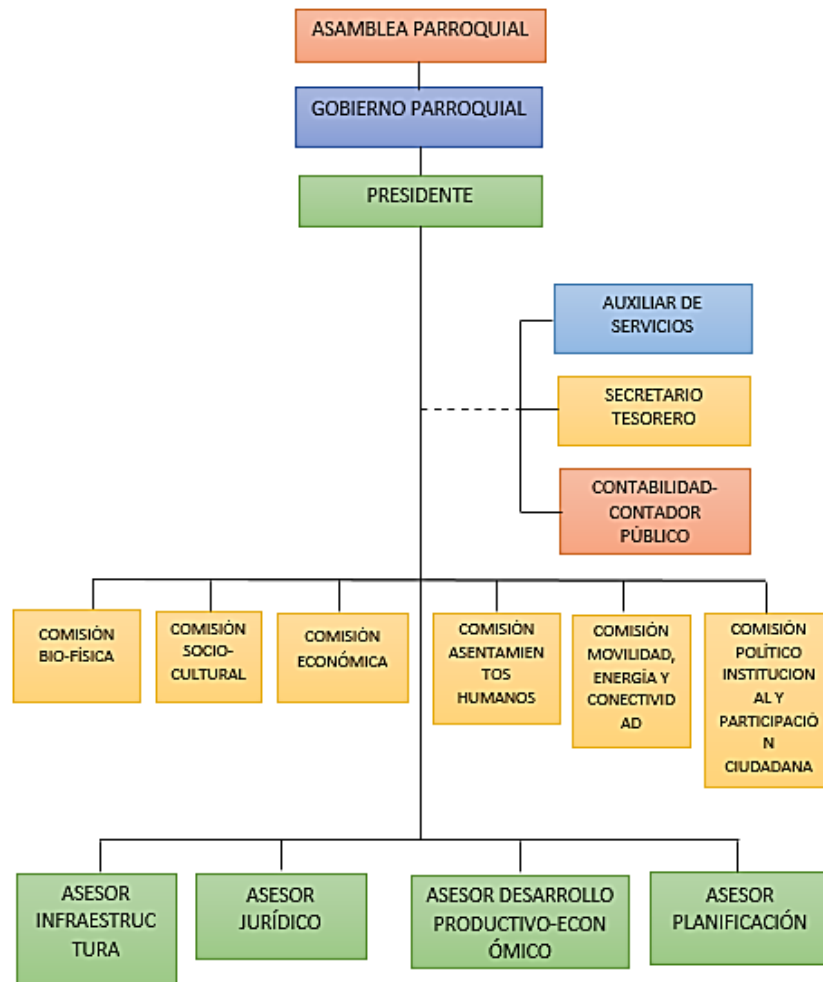 ASAMBLEA PARROQUIAL
GOBIERNO PARROQUIAL
PRESIDENTE
AUXILIAR DE
SERVICIOS
SECRETARIO
TESORERO
CONTABILIDAD-
CONTADOR
PÚBLICO
COMISIÓN
BIO-FÍSICA
COMISIÓN
SOCIO-
CULTURAL
COMISIÓN
ECONÓMICA
COMISIÓN
ASENTAMIEN
TOS
HUMANOS
COMISIÓN
MOVILIDAD,
ENERGÍA Y
CONECTIVID
AD
COMISIÓN
POLÍTICO
INSTITUCION
AL Y
PARTICIPACIÓ
N
CIUDADANA
ASESOR
INFRAESTRUC
TURA
ASESOR
JURÍDICO
ASESOR DESARROLLO
PRODUCTIVO-ECON
ÓMICO
ASESOR
PLANIFICACIÓN